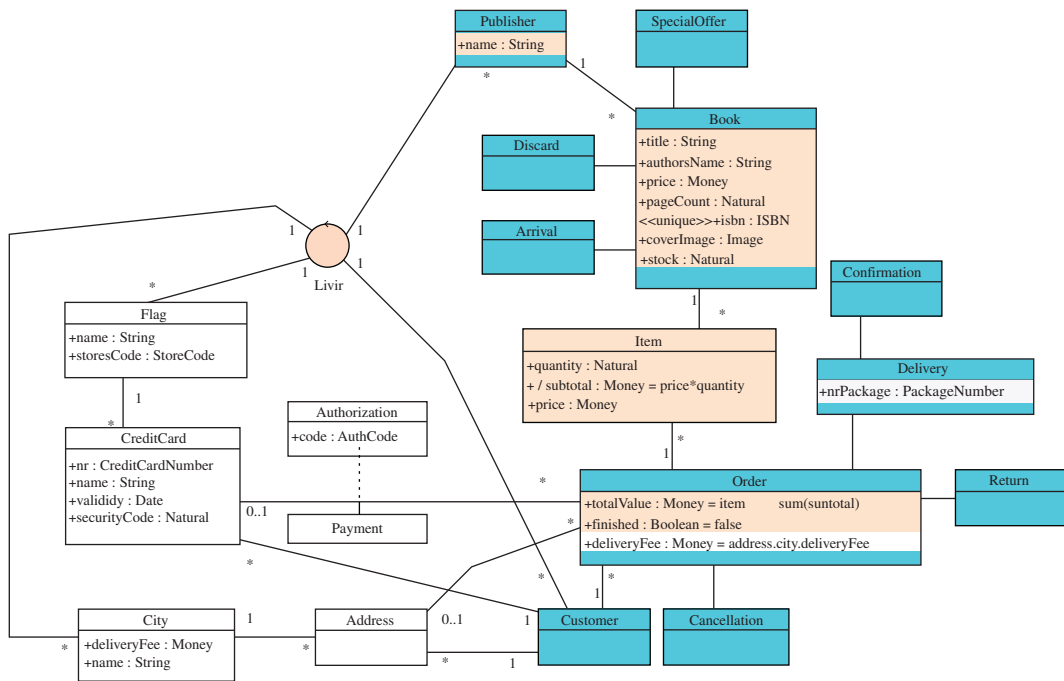 Publisher
+name : String
SpecialOffer
1
*
1
*
Book
+title : String
+authorsName : String
+price : Money
+pageCount : Natural
<<unique>>+isbn : ISBN
+coverImage : Image
+stock : Natural
Discard
Arrival
1
1
1
1
Livir
*
Flag
+name : String
+storesCode : StoreCode
1
*
Confirmation
1
*
Item
+quantity : Natural
+ / subtotal : Money = price*quantity
+price : Money
Delivery
+nrPackage : PackageNumber
Authorization
+code : AuthCode
Payment
CreditCard
+nr : CreditCardNumber
+name : String
+valididy : Date
+securityCode : Natural
*
1
Order
+totalValue : Money = item sum(suntotal)
+finished : Boolean = false
+deliveryFee : Money = address.city.deliveryFee
Return
0..1
*
*
*
*
*
1
City
+deliveryFee : Money
+name : String
1
*
*
Address
0..1
*
1
1
Customer
Cancellation